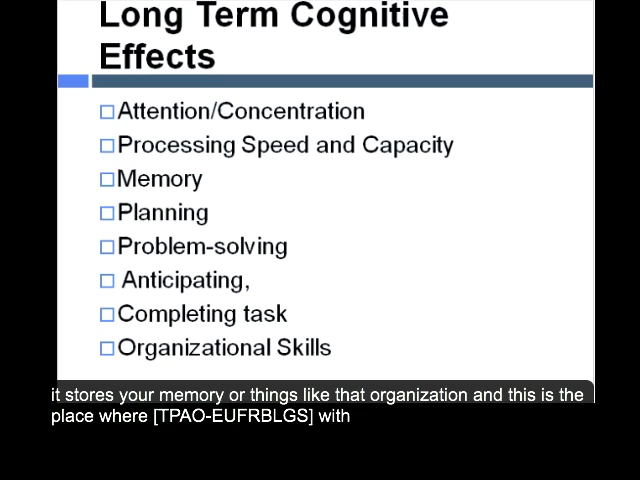 Long Term Cognitive
Effects
Attention/Concentration
Processing Speed and Capacity
Memory
Planning
Problem-solving
Anticipating,
Completing task
Organizational Skills
it stores your memory or things like that organization and this is the
place where [TPAO-EUFRBLGS] with